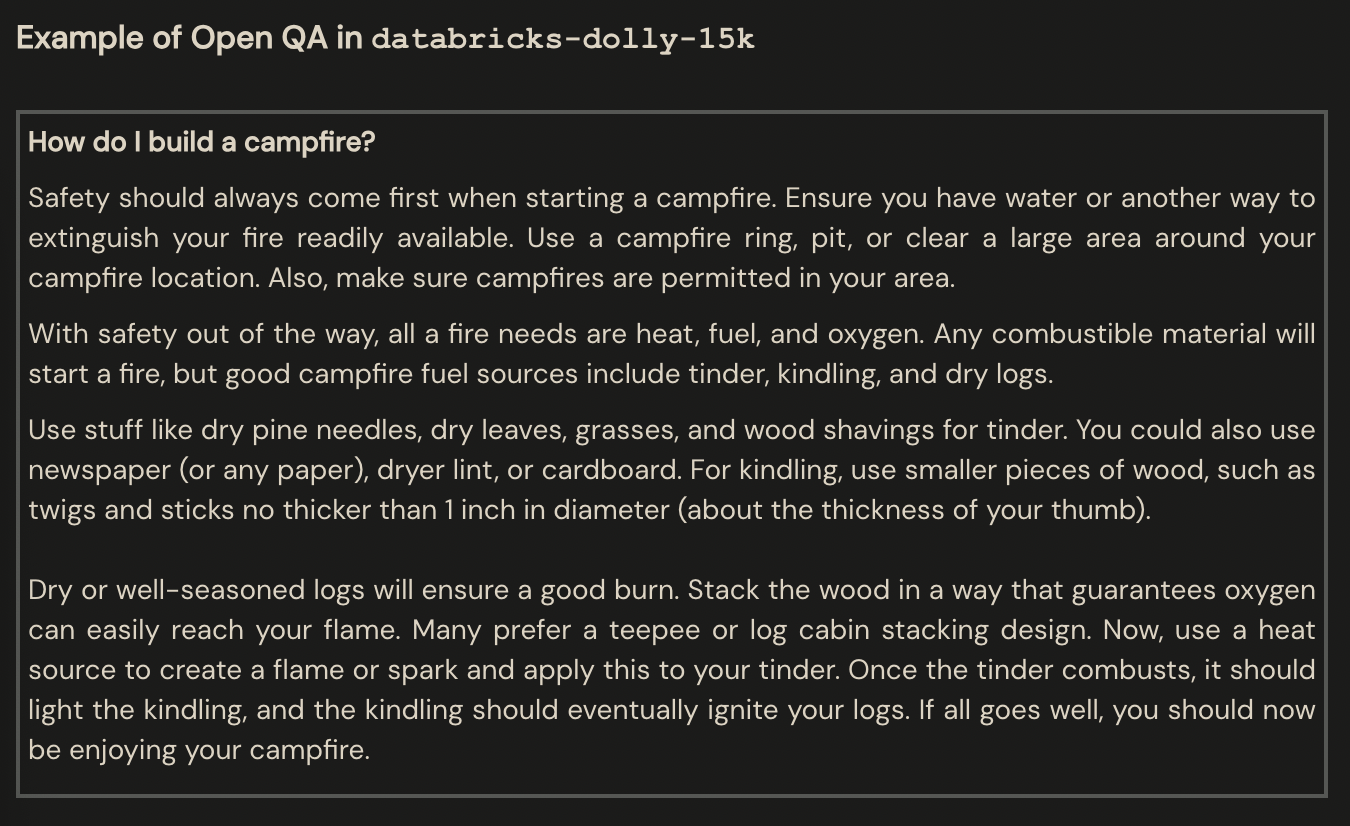 Example of Open QA in databricks-dolly-15k
How do I build a campfire?
Safety should always come first when starting a campfire. Ensure you have water or another way to
extinguish your fire readily available. Use a campfire ring, pit, or clear a large area around your
campfire location. Also, make sure campfires are permitted in your area.
With safety out of the way, all a fire needs are heat, fuel, and oxygen. Any combustible material will
start a fire, but good campfire fuel sources include tinder, kindling, and dry logs.
Use stuff like dry pine needles, dry leaves, grasses, and wood shavings for tinder. You could also use
newspaper (or any paper), dryer lint, or cardboard. For kindling, use smaller pieces of wood, such as
twigs and sticks no thicker than 1 inch in diameter (about the thickness of your thumb).
Dry or well-seasoned logs will ensure a good burn. Stack the wood in a way that guarantees oxygen
can easily reach your flame. Many prefer a teepee or log cabin stacking design. Now, use a heat
source to create a flame or spark and apply this to your tinder. Once the tinder combusts, it should
light the kindling, and the kindling should eventually ignite your logs. If all goes well, you should now
be enjoying your campfire.